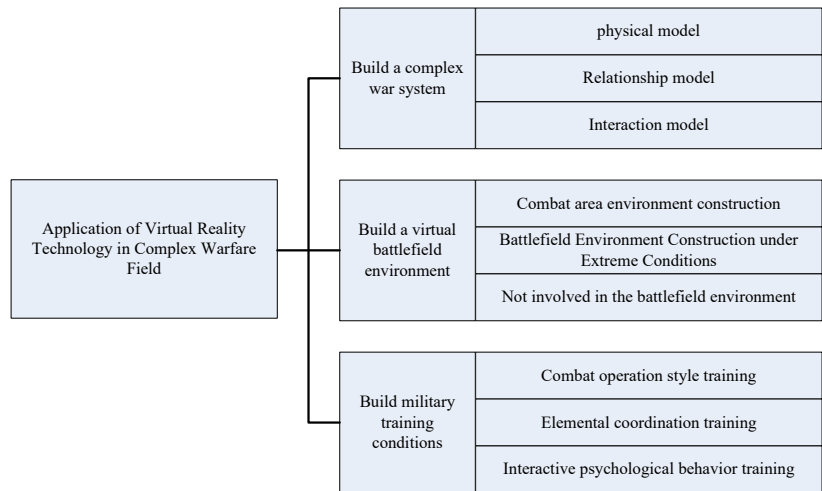 Application of Virtual Reality
Technology in Complex Warfare
Field
Build a complex
war system
physical model
Relationship model
Interaction model
Build a virtual
battlefield
environment
Combat area environment construction
Battlefield Environment Construction under
Extreme Conditions
Not involved in the battlefield environment
Build military
training
conditions
Combat operation style training
Elemental coordination training
Interactive psychological behavior training